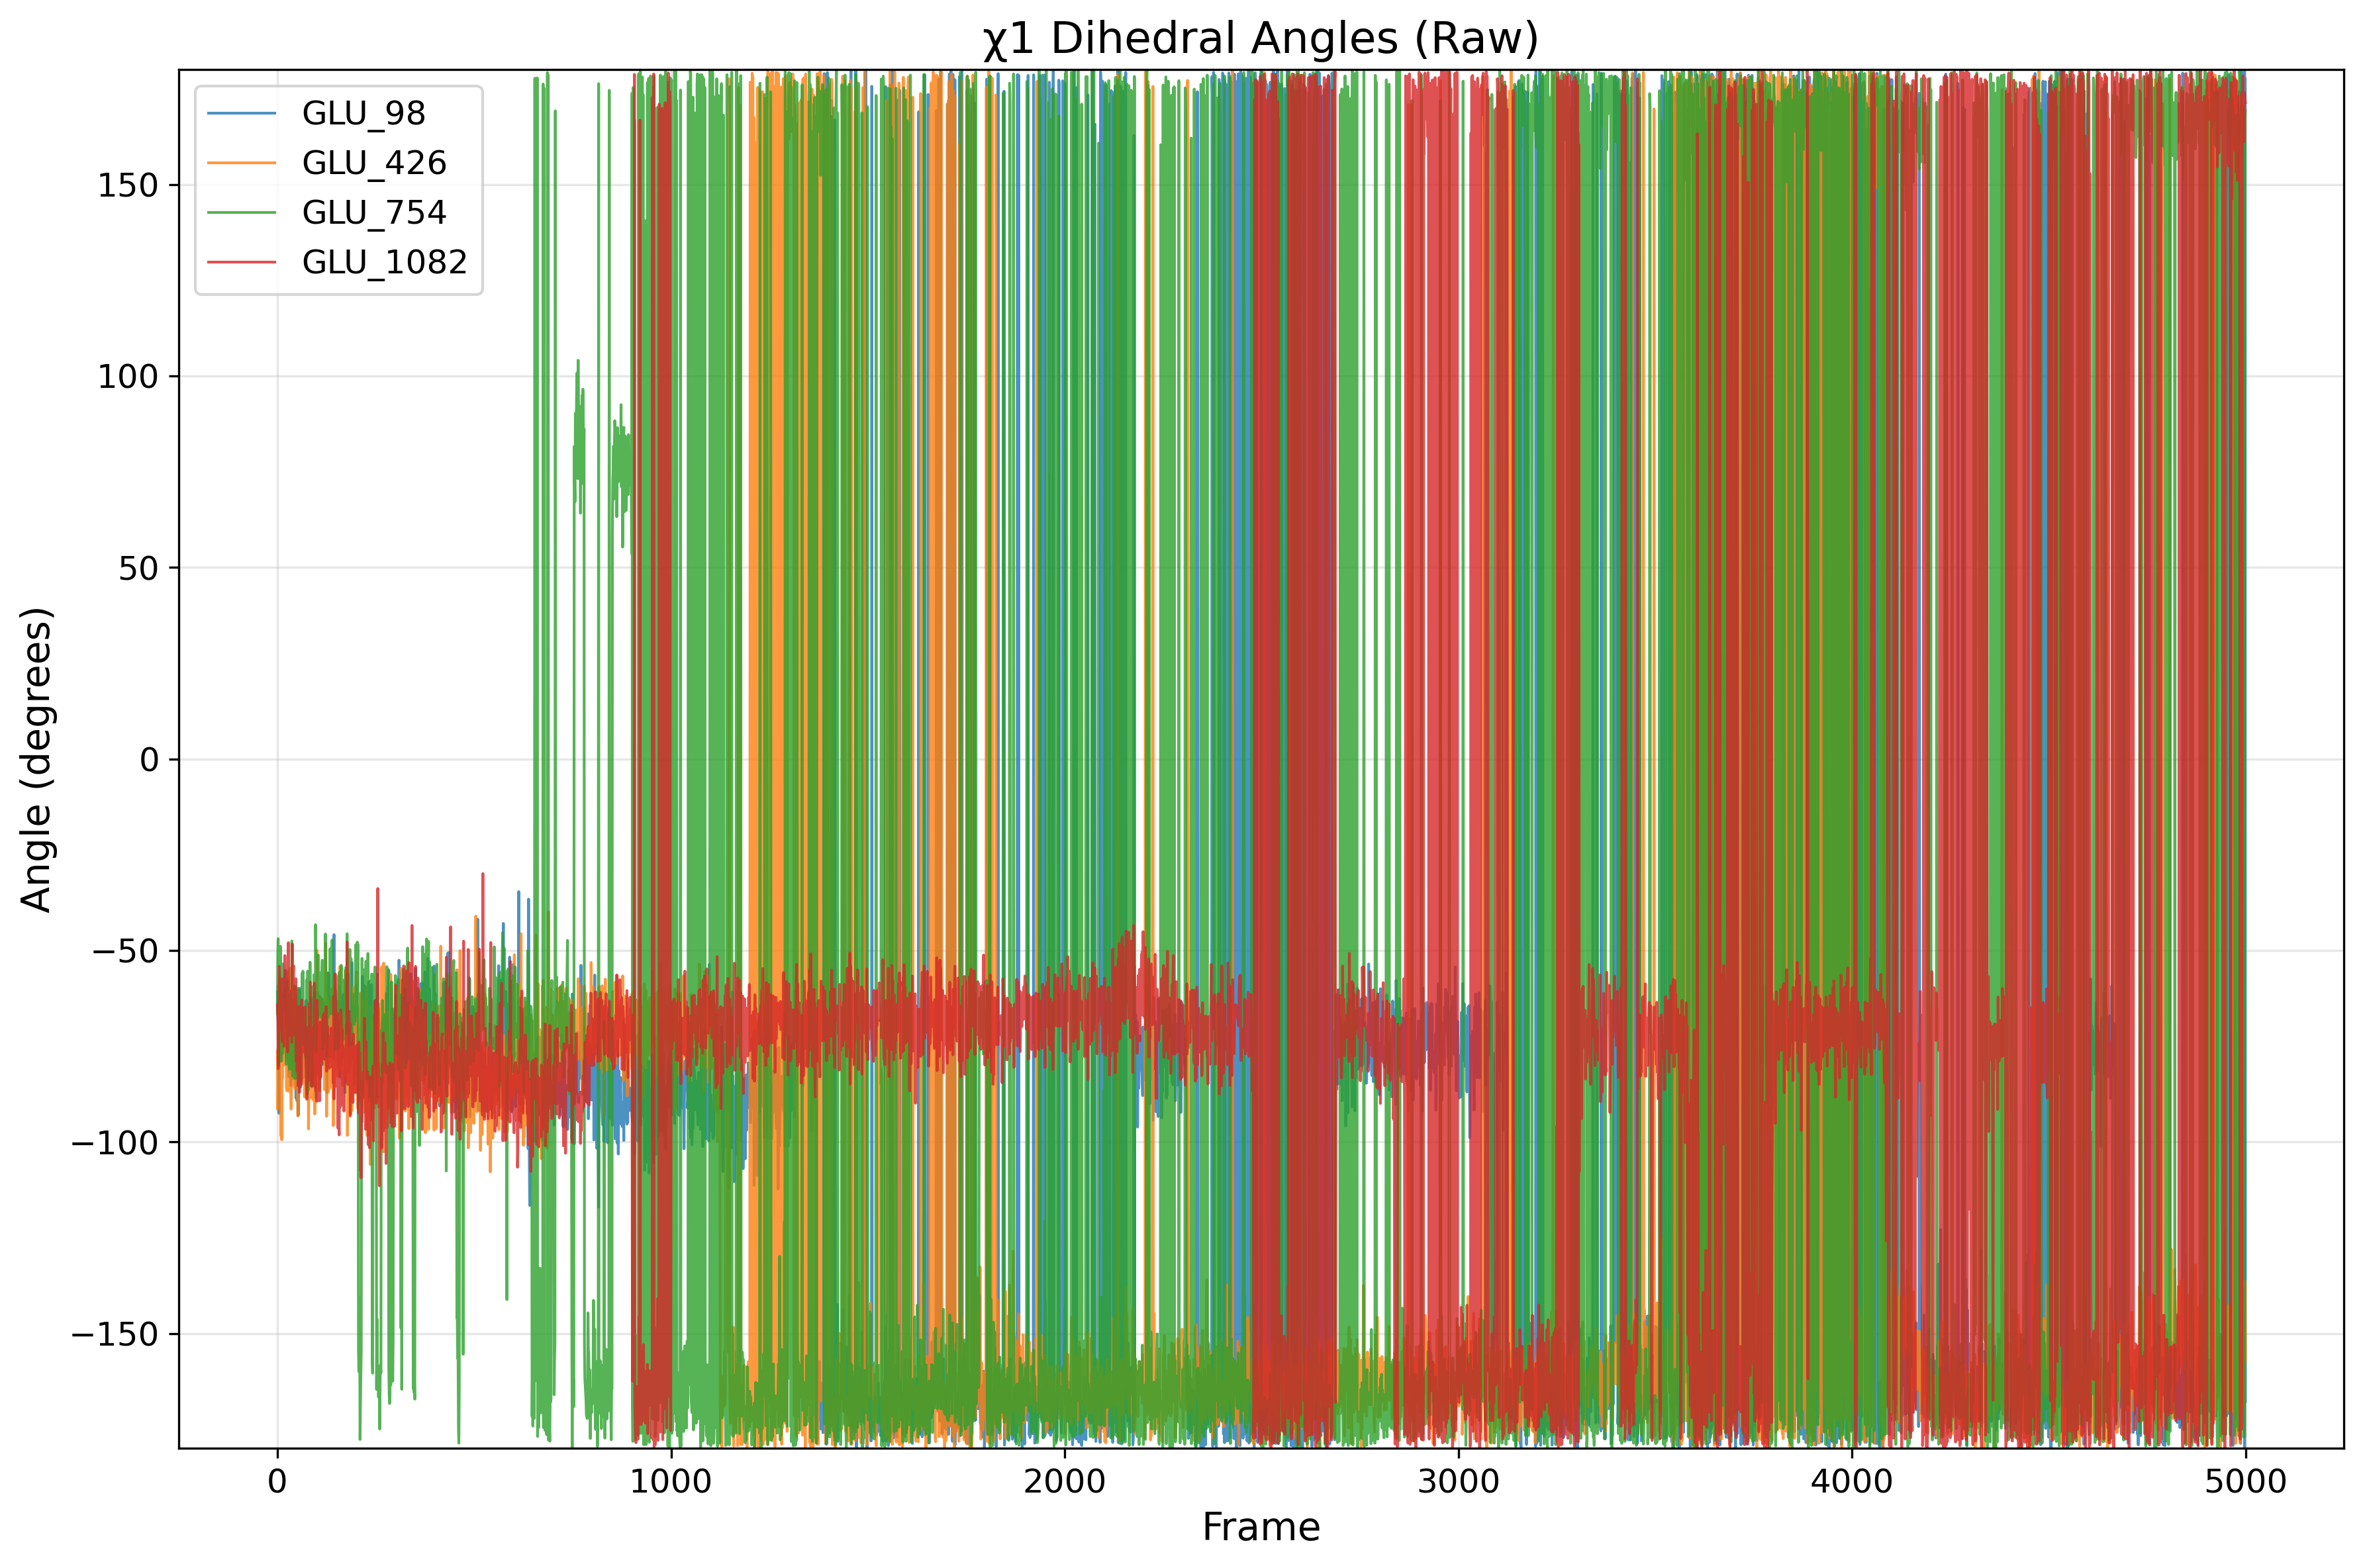 χ1 Dihedral Angles (Raw)
GLU_98
GLU_426
GLU_754
GLU_1082
150
100
50
0
−50
−100
−150
Angle (degrees)
0
1000
2000
3000
4000
5000
Frame